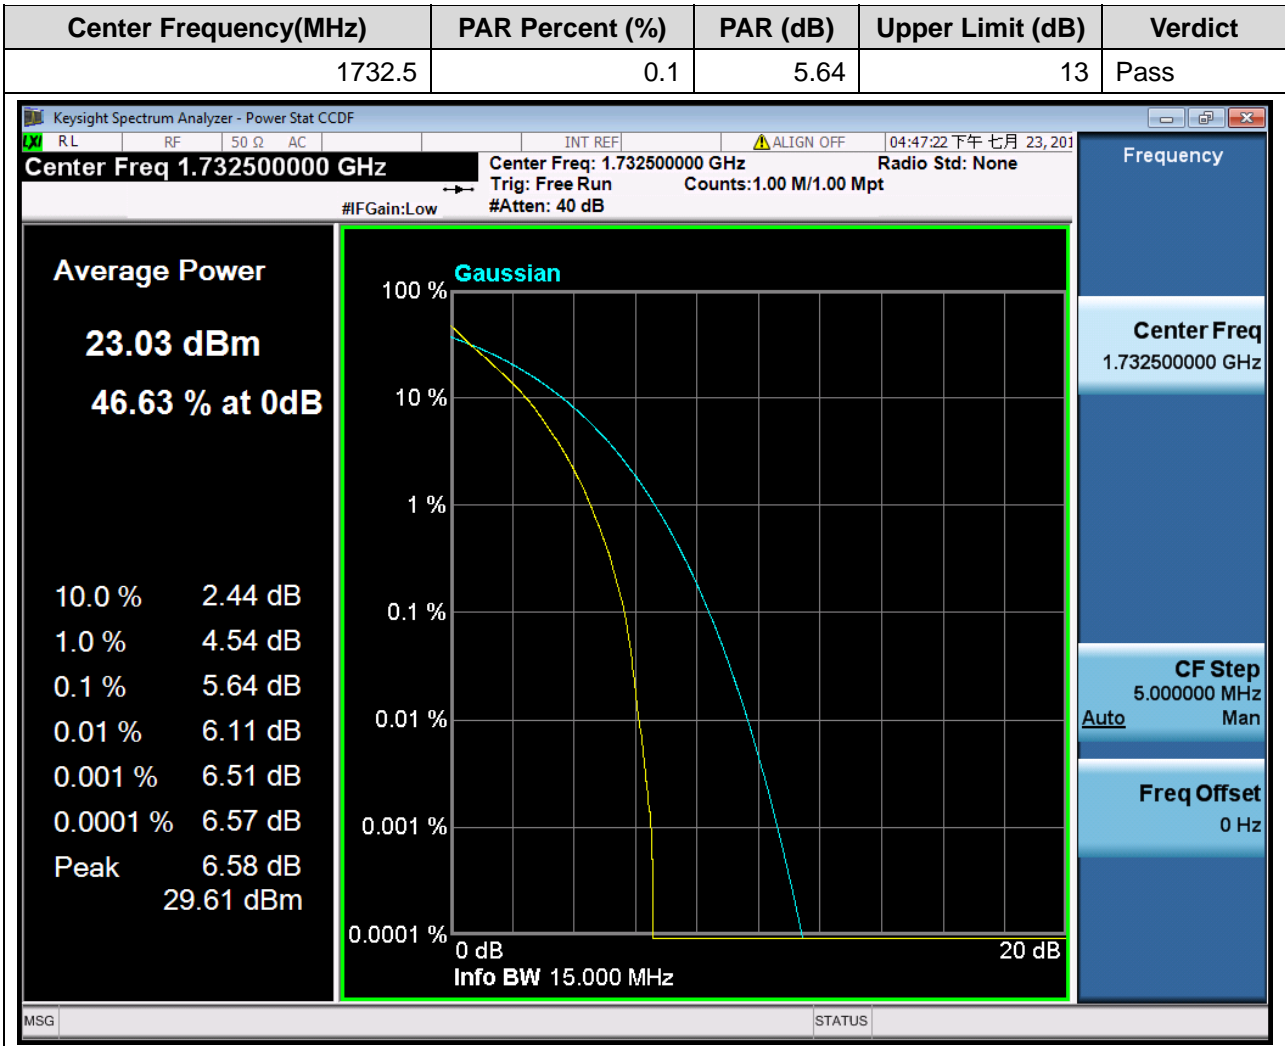 Center Frequency(MHz) PAR Percent (%) PAR (dB) Upper Limit (dB) Verdict
1732.5 0.1 5.64 13 Pass
Keysight Spectrum Analyzer - Power Stat CCDF
LXI RL RF 50 Ω AC INT REF ALIGN OFF 04:47:22 下午 七月 23, 201
Center Freq 1.732500000 GHz
Center Freq: 1.732500000 GHz Radio Std: None
Trig: Free Run Counts:1.00 M/1.00 Mpt
#IFGain:Low #Atten: 40 dB
Frequency
Average Power
23.03 dBm
46.63 % at 0dB
10.0 % 2.44 dB
1.0 % 4.54 dB
0.1 % 5.64 dB
0.01 % 6.11 dB
0.001 % 6.51 dB
0.0001 % 6.57 dB
Peak 6.58 dB
29.61 dBm
Gaussian
100 %
10 %
1 %
0.1 %
0.01 %
0.001 %
0.0001 %
0 dB 20 dB
Info BW 15.000 MHz
Center Freq
1.732500000 GHz
CF Step
5.000000 MHz
Auto Man
Freq Offset
0 Hz
MSG STATUS